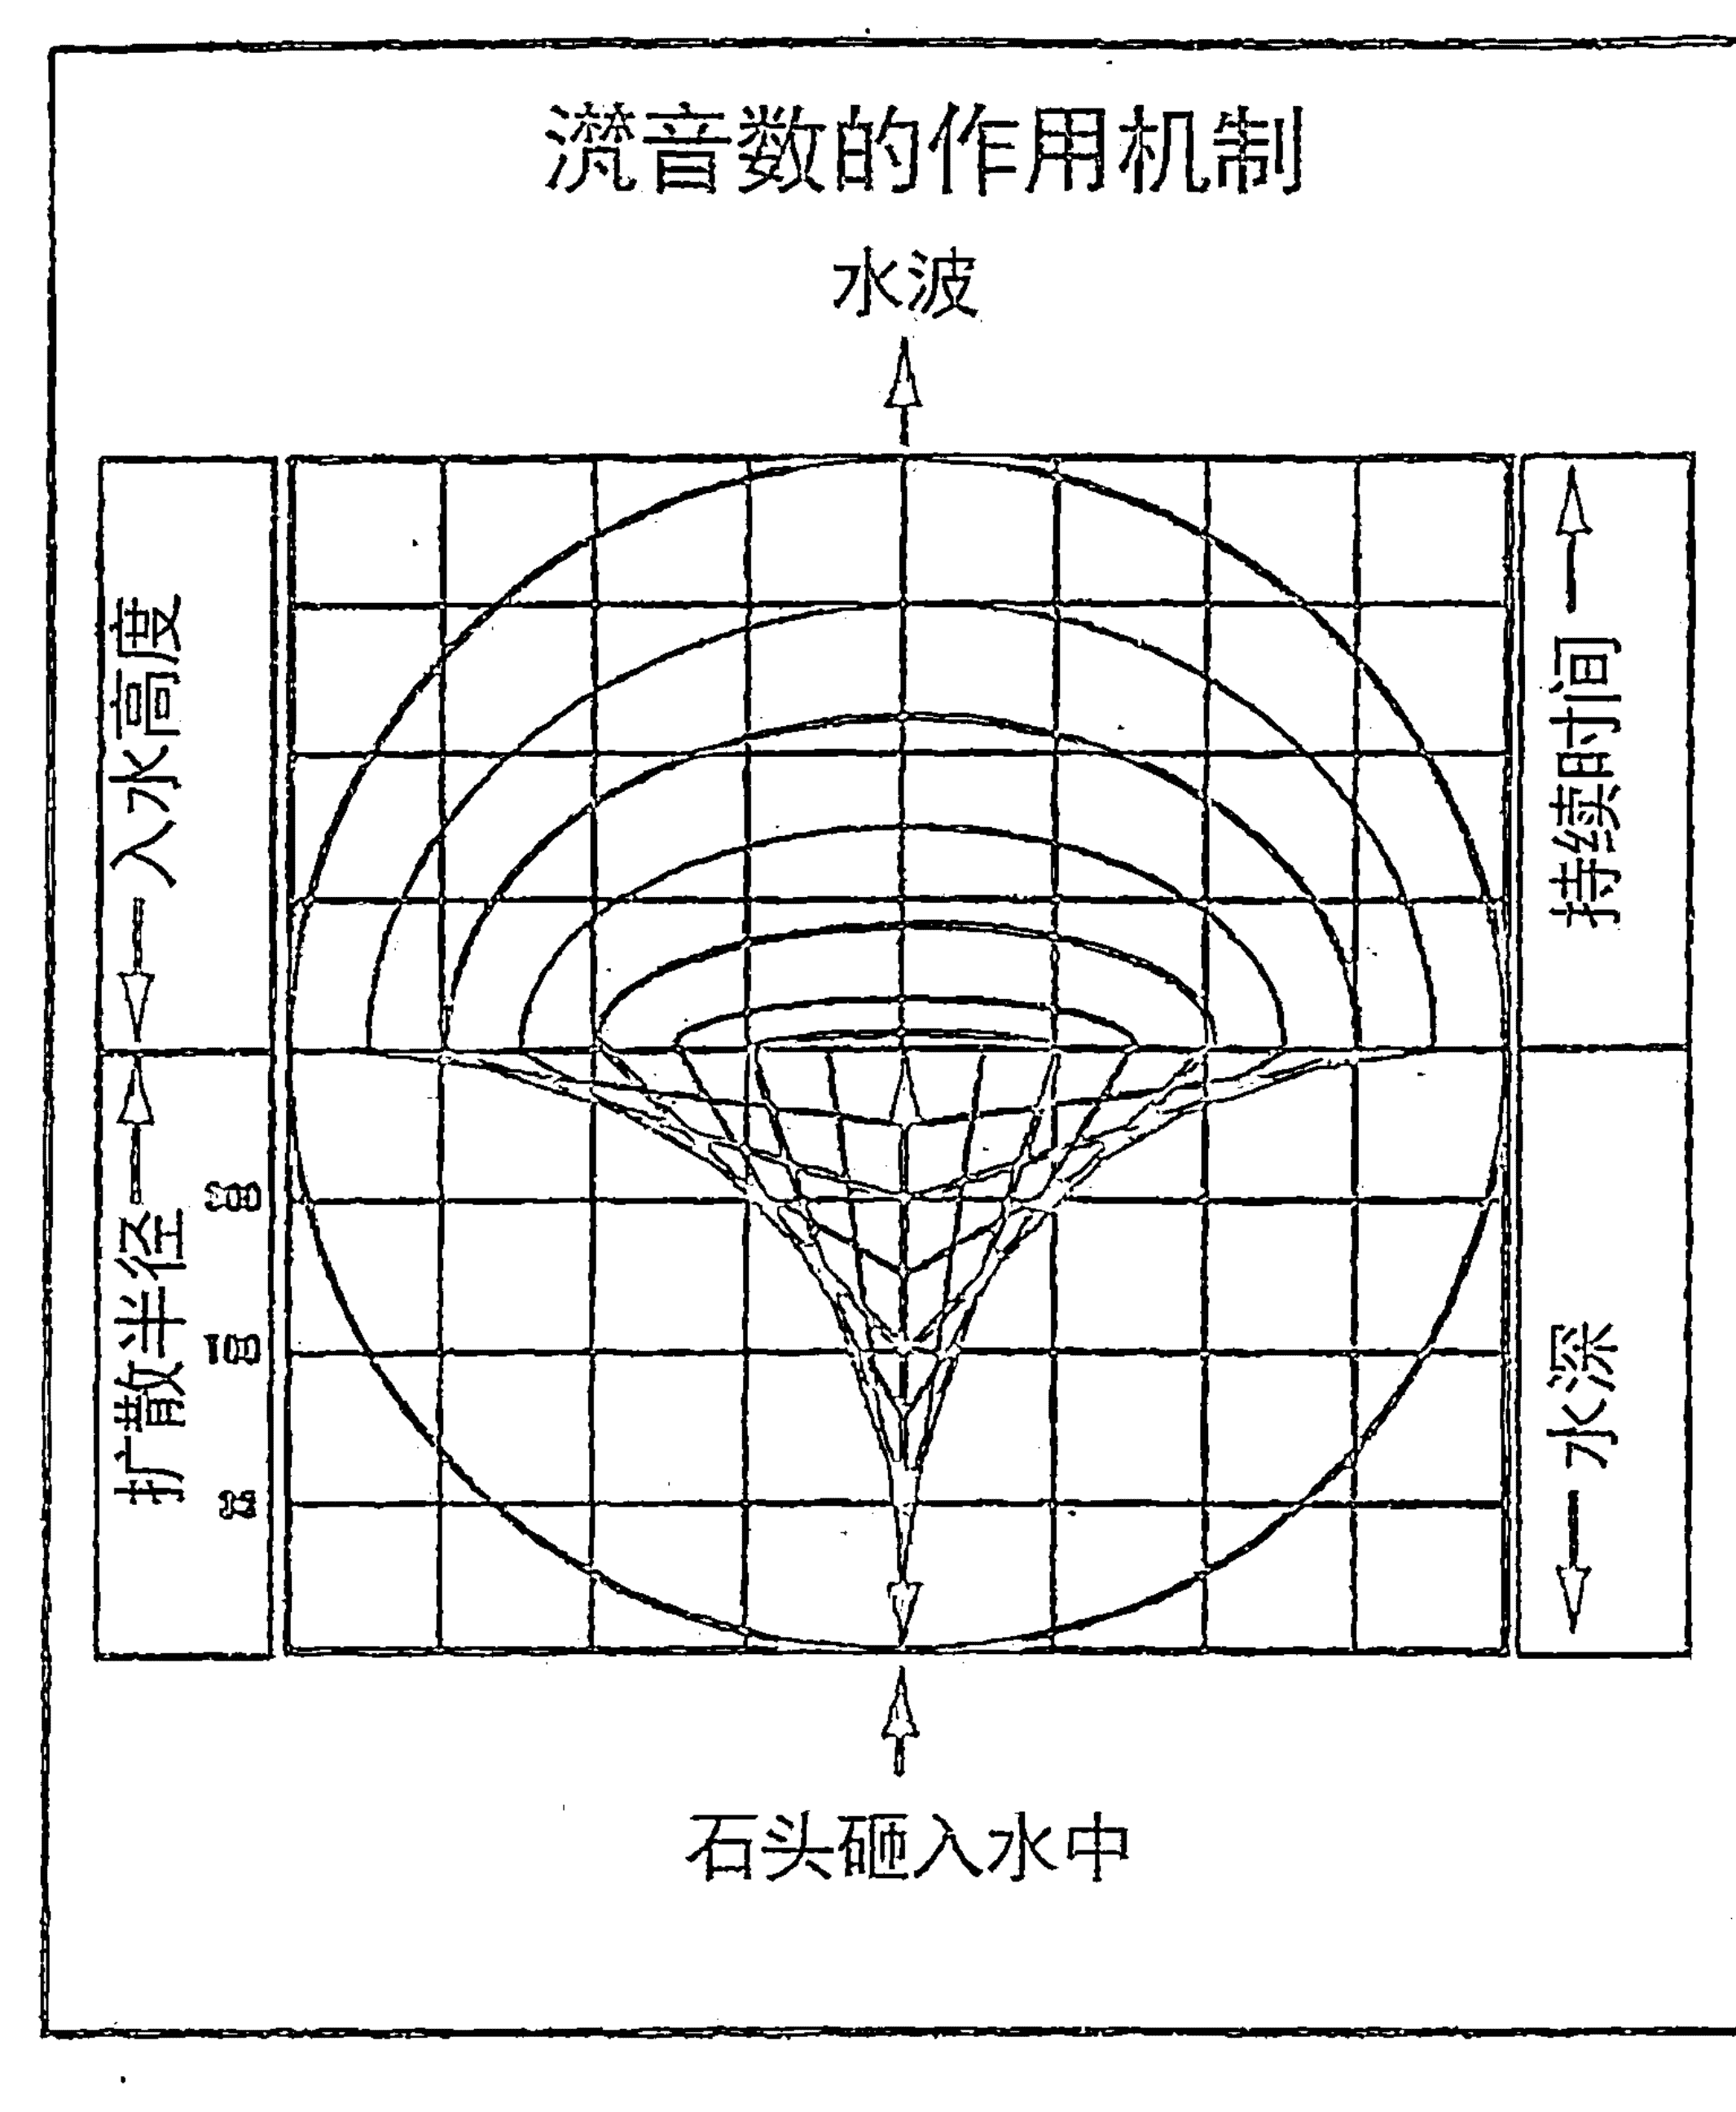 音数的作用机制
水波
入水高度
持续时间
扩散半径
100
水深
石头砸入水中